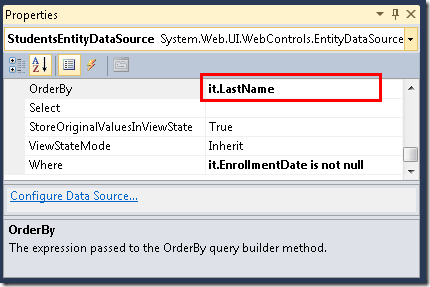 Properties
StudentsEntityDataSource System.Web.UI.WebControls.EntityDataSource
OrderBy it.LastName
Select
StoreOriginalValuesInViewState True
ViewStateMode Inherit
Where it.EnrollmentDate is not null
Configure Data Source...
OrderBy
The expression passed to the OrderBy query builder method.